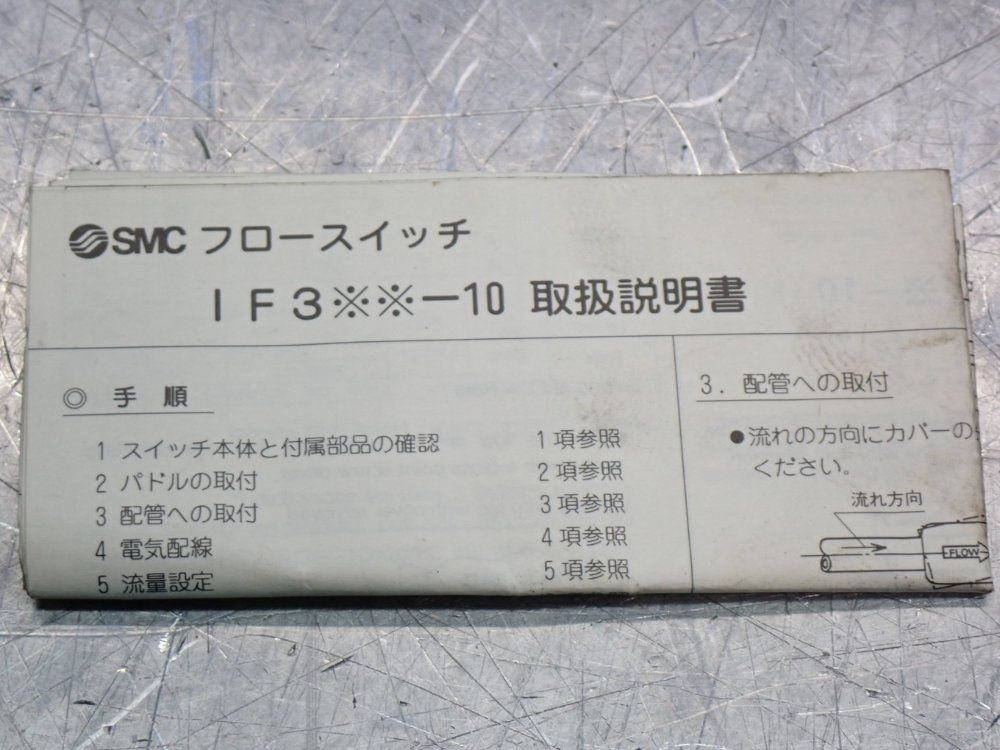 SMC フロースイッチ
IF3※※－10 取扱説明書
◎ 手順
1 スイッチ本体と付属部品の確認 1項参照
2 パドルの取付 2項参照
3 配管への取付 3項参照
4 電気配線 4項参照
5 流量設定 5項参照
3. 配管への取付
●流れの方向にカバーの
ください。
流れ方向
FLOW